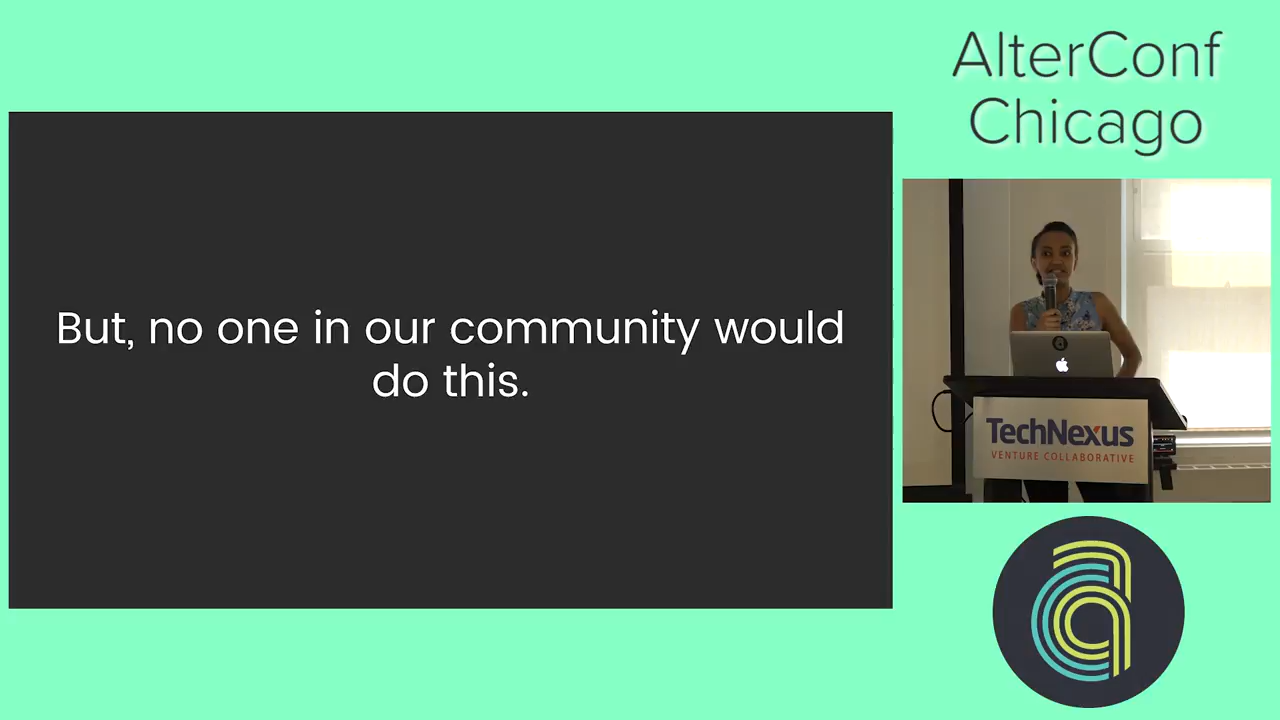 AlterConf
Chicago
But, no one in our community would
do this.
TechNexus
VENTURE COLLABORATIVE